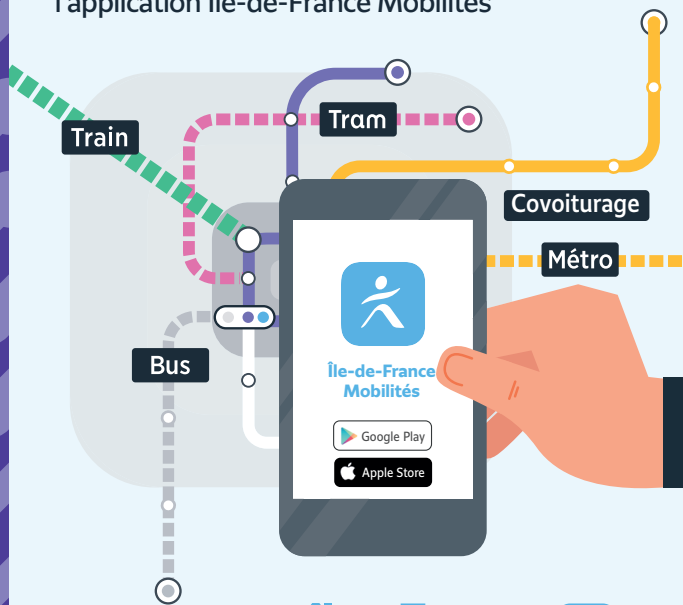 l'application Île-de-France Mobilités
Tram
Train
Covoiturage
Métro
Bus
Île-de-France
Mobilités
Google Play
Apple Store